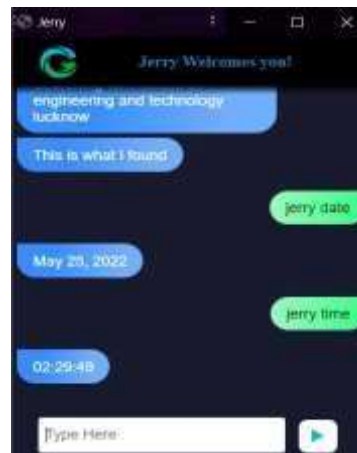 Jerry
Jerry Welcomes you!
engineering and technology
lucknow
This is what I found
jerry date
May 25, 2022
jerry time
02:29:49
Type Here